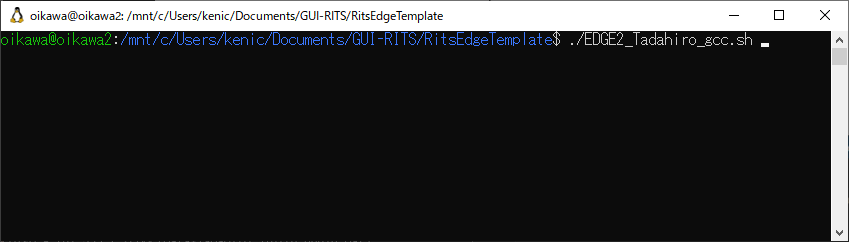 oikawa@oikawa2: /mnt/c/Users/kenic/Documents/GUI-RITS/RitsEdgeTemplate
oikawa@oikawa2:/mnt/c/Users/kenic/Documents/GUI-RITS/RitsEdgeTemplate$ ./EDGE2_Tadahiro_gcc.sh